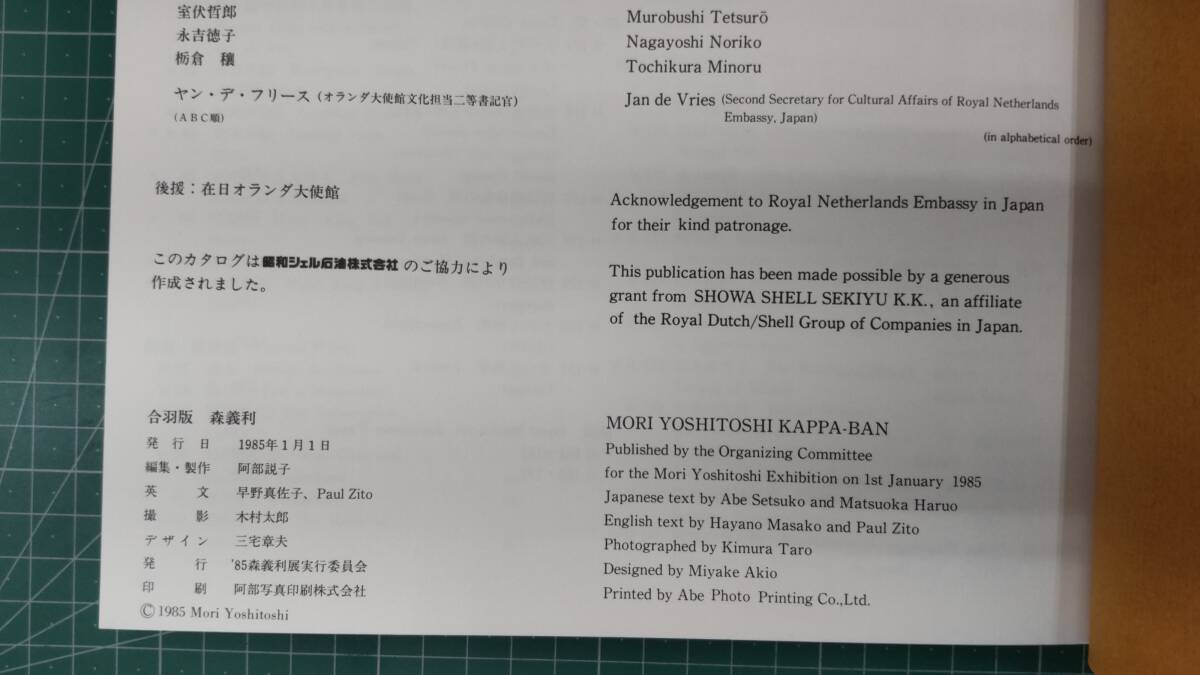 室伏哲郎
永吉徳子
栃倉　穰
ヤン・デ・フリース（オランダ大使館文化担当二等書記官）
（ABC順）
後援：在日オランダ大使館
このカタログは昭和シェル石油株式会社のご協力により
作成されました。
合羽版　森義利
発行日　1985年1月1日
編集・製作　阿部説子
英文　早野真佐子、Paul Zito
撮影　木村太郎
デザイン　三宅章夫
発行　'85森義利展実行委員会
印刷　阿部写真印刷株式会社
©1985 Mori Yoshitoshi
Murobushi Tetsurō
Nagayoshi Noriko
Tochikura Minoru
Jan de Vries (Second Secretary for Cultural Affairs of Royal Netherlands
Embassy, Japan)
(in alphabetical order)
Acknowledgement to Royal Netherlands Embassy in Japan
for their kind patronage.
This publication has been made possible by a generous
grant from SHOWA SHELL SEKIYU K.K., an affiliate
of the Royal Dutch/Shell Group of Companies in Japan.
MORI YOSHITOSHI KAPPA-BAN
Published by the Organizing Committee
for the Mori Yoshitoshi Exhibition on 1st January 1985
Japanese text by Abe Setsuko and Matsuoka Haruo
English text by Hayano Masako and Paul Zito
Photographed by Kimura Taro
Designed by Miyake Akio
Printed by Abe Photo Printing Co.,Ltd.